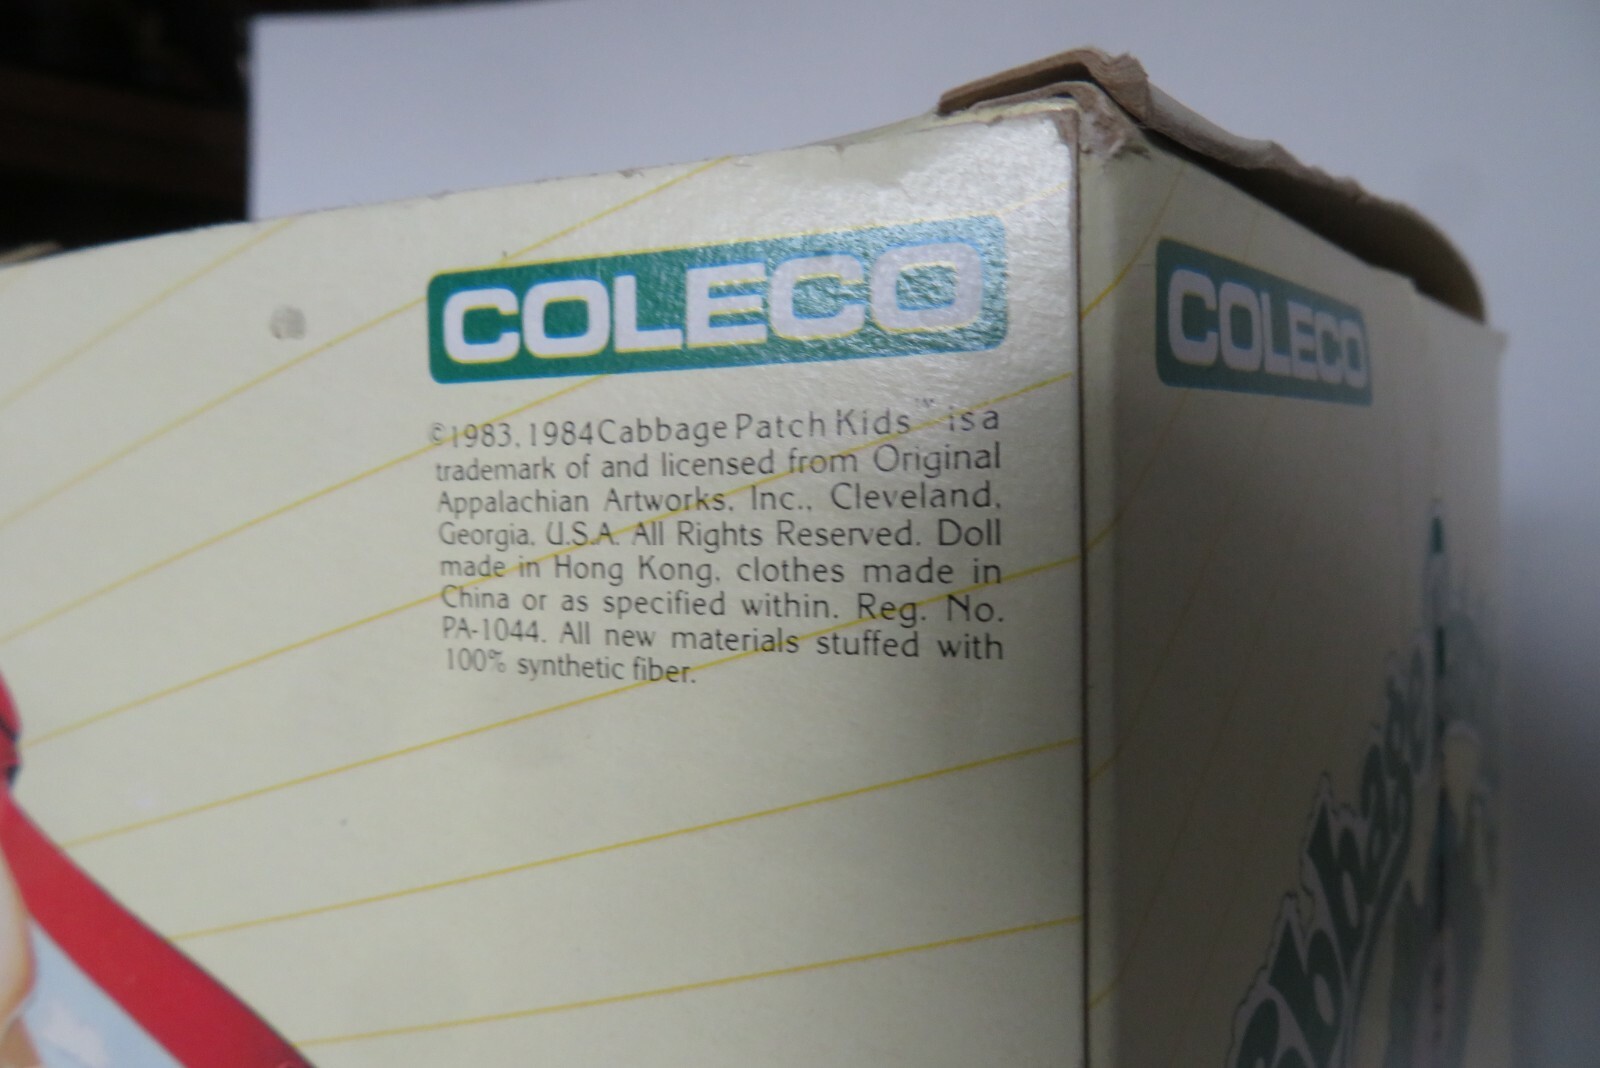 COLECO
©1983, 1984 Cabbage Patch Kids™ is a
trademark of and licensed from Original
Appalachian Artworks, Inc., Cleveland,
Georgia, U.S.A. All Rights Reserved. Doll
made in Hong Kong, clothes made in
China or as specified within. Reg. No.
PA-1044. All new materials stuffed with
100% synthetic fiber.
COLECO